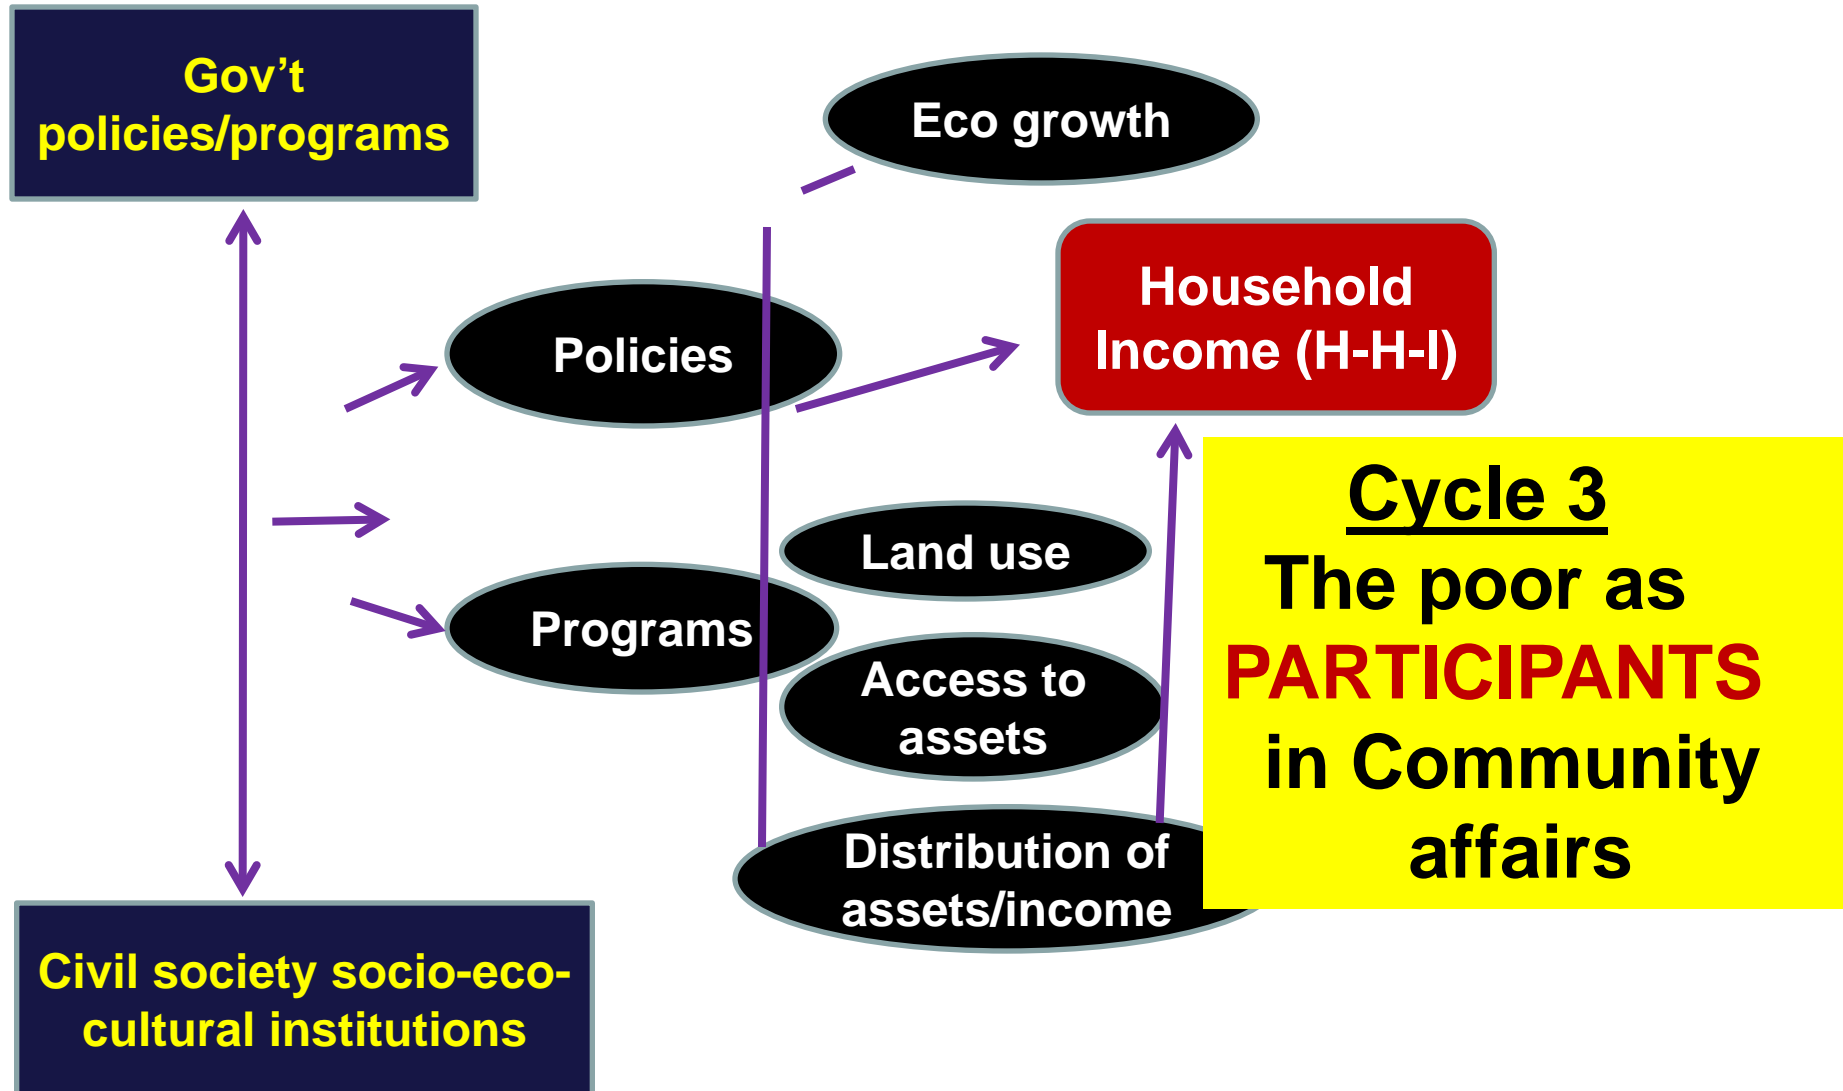 Gov’t
policies/programs
Eco growth
Household
Income (H-H-I)
Policies
Cycle 3
The poor as
PARTICIPANTS
in Community
affairs
Land use
Programs
Access to
assets
Distribution of
assets/income
Civil society socio-eco-
cultural institutions